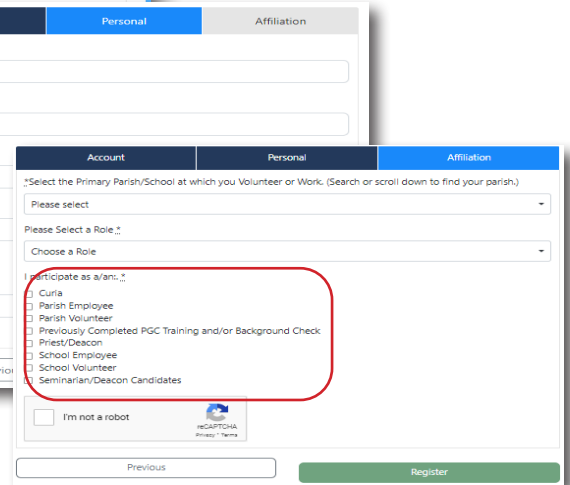 Personal Affiliation
Account Personal Affiliation
*Select the Primary Parish/School at which you Volunteer or Work. (Search or scroll down to find your parish.)
Please select
Please Select a Role *
Choose a Role
I participate as a/an:. *
Curia
Parish Employee
Parish Volunteer
Previously Completed PGC Training and/or Background Check
Priest/Deacon
School Employee
School Volunteer
Seminarian/Deacon Candidates
I'm not a robot
reCAPTCHA
Privacy * Terms
Previous Register